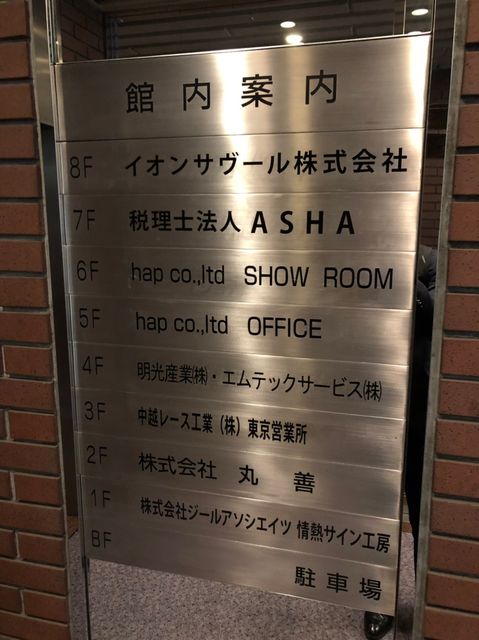 館内案内
8F イオンサヴール株式会社
7F 税理士法人 ASHA
6F hap co.,ltd SHOW ROOM
5F hap co.,ltd OFFICE
4F 明光産業㈱・エムテックサービス㈱
3F 中越レース工業(株)東京営業所
2F 株式会社 丸善
1F 株式会社ジールアソシエイツ 情熱サイン工房
BF 駐車場